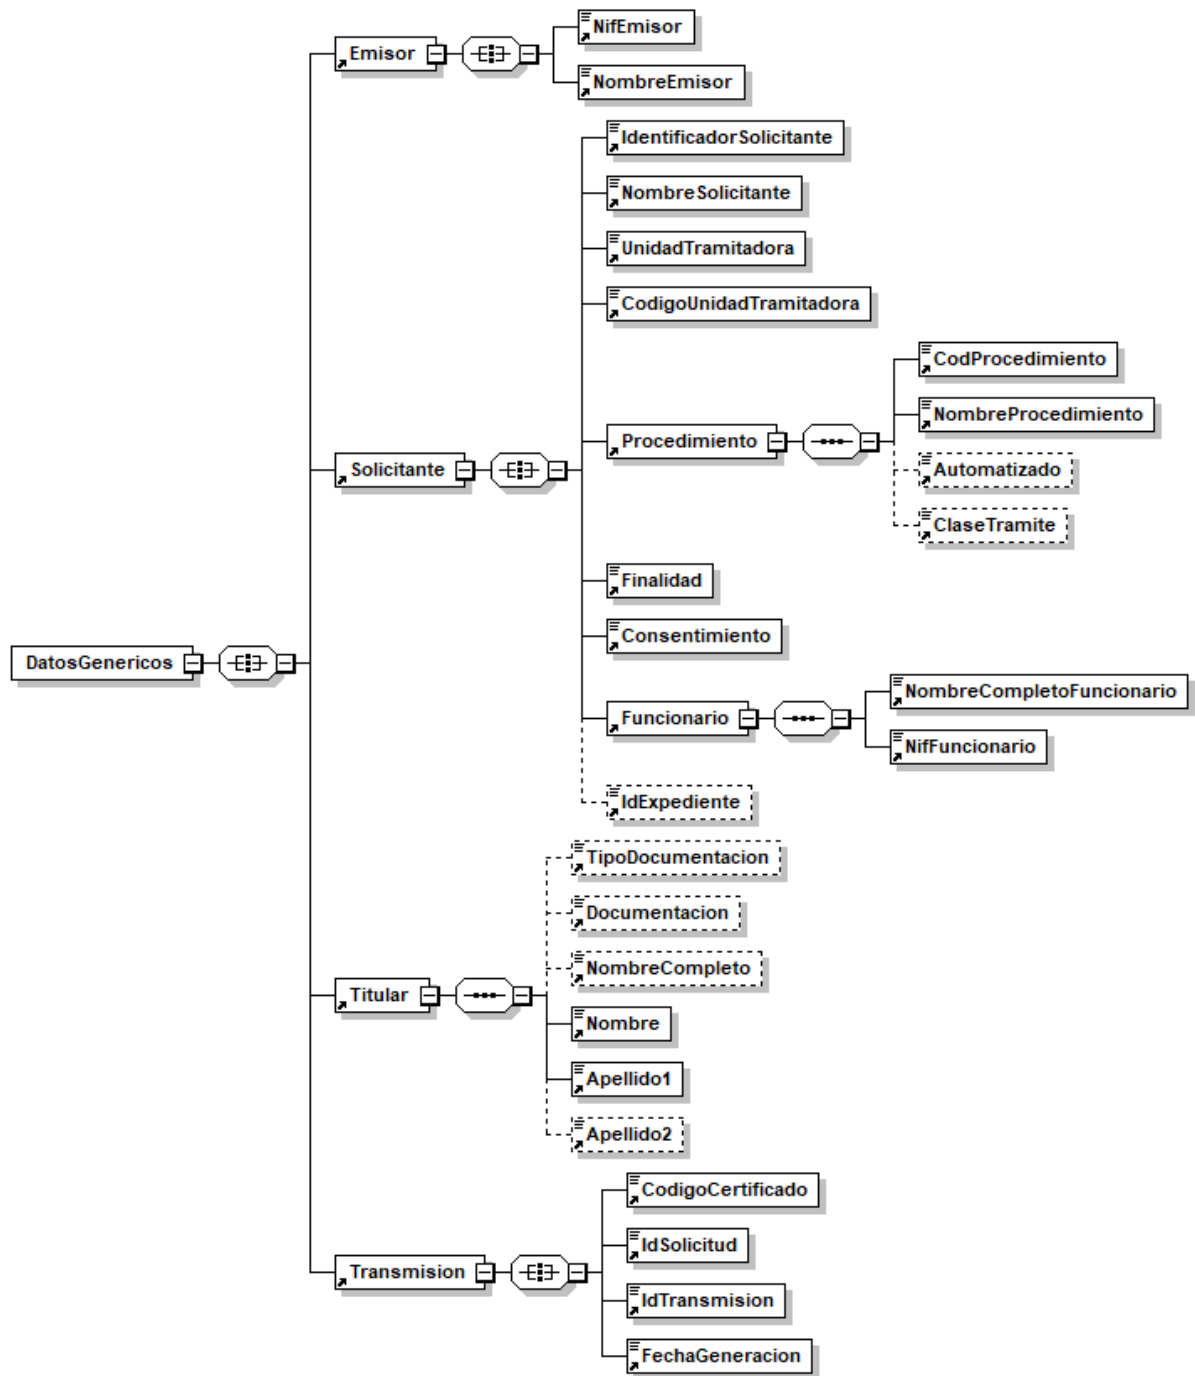 DatosGenericos
Emisor
NifEmisor
NombreEmisor
Solicitante
IdentificadorSolicitante
NombreSolicitante
UnidadTramitadora
CodigoUnidadTramitadora
Procedimiento
CodProcedimiento
NombreProcedimiento
Automatizado
ClaseTramite
Finalidad
Consentimiento
Funcionario
NombreCompletoFuncionario
NifFuncionario
IdExpediente
Titular
TipoDocumentacion
Documentacion
NombreCompleto
Nombre
Apellido1
Apellido2
Transmision
CodigoCertificado
IdSolicitud
IdTransmision
FechaGeneracion